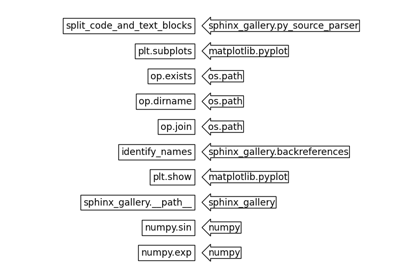 split_code_and_text_blocks sphinx_gallery.py_source_parser
plt.subplots matplotlib.pyplot
op.exists os.path
op.dirname os.path
op.join os.path
identify_names sphinx_gallery.backreferences
plt.show matplotlib.pyplot
sphinx_gallery.__path__ sphinx_gallery
numpy.sin numpy
numpy.exp numpy